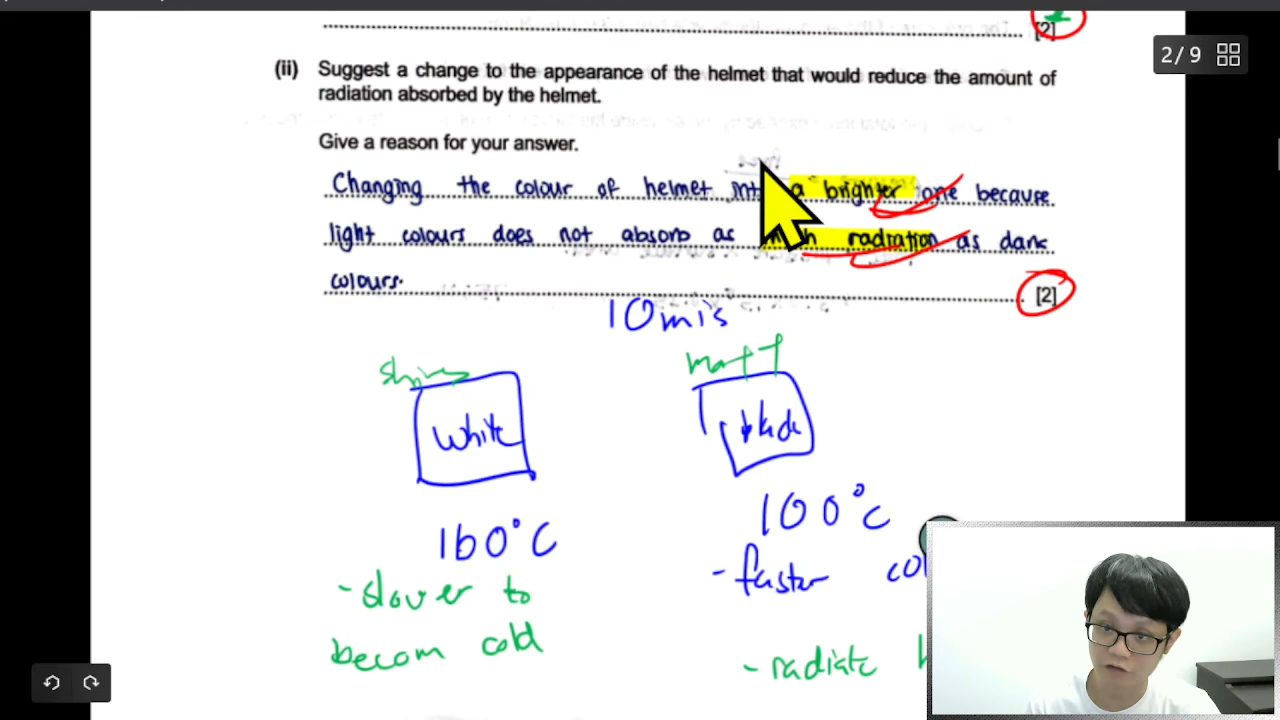 [2]
2/9
(ii) Suggest a change to the appearance of the helmet that would reduce the amount of
radiation absorbed by the helmet.
Give a reason for your answer.
Changing the colour of helmet into a brighter one because
light colours does not absorb as much radiation as dark
colours.
[2]
10 mis
shiny matt
white black
160°C 100°C
- slower to
becom cold
- faster
- radiate